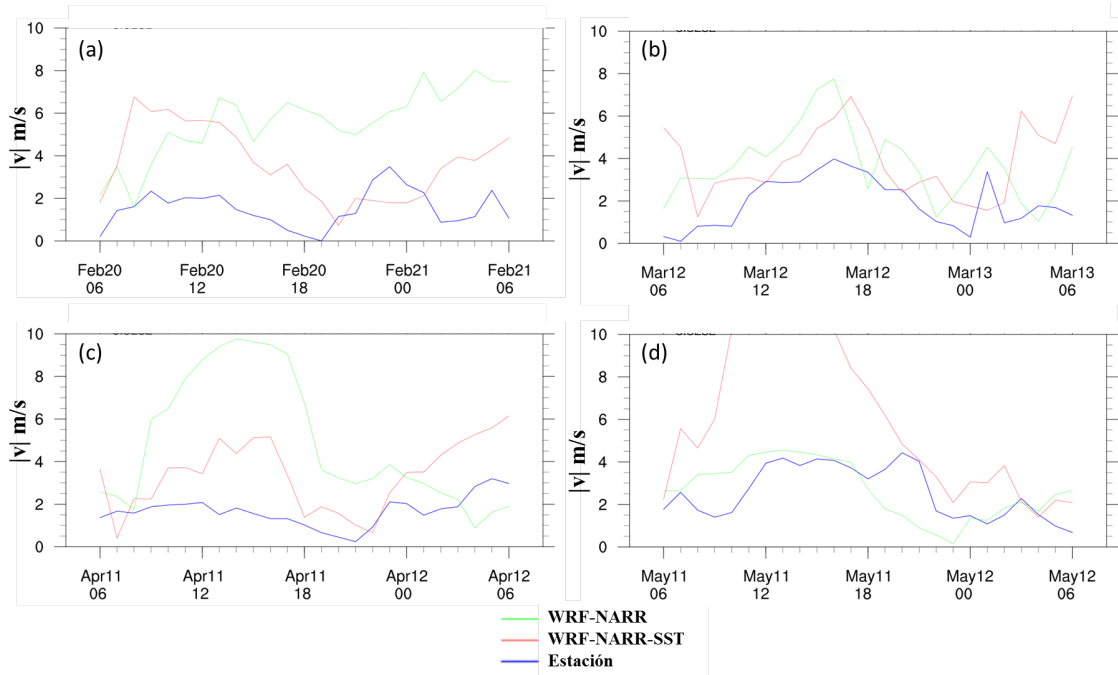 (a)
10
8
6
4
2
0
|v| m/s
Feb20 Feb20 Feb20 Feb21 Feb21
06 12 18 00 06
(b)
10
8
6
4
2
0
|v| m/s
Mar12 Mar12 Mar12 Mar13 Mar13
06 12 18 00 06
(c)
10
8
6
4
2
0
|v| m/s
Apr11 Apr11 Apr11 Apr12 Apr12
06 12 18 00 06
(d)
10
8
6
4
2
0
|v| m/s
May11 May11 May11 May12 May12
06 12 18 00 06
WRF-NARR
WRF-NARR-SST
Estación